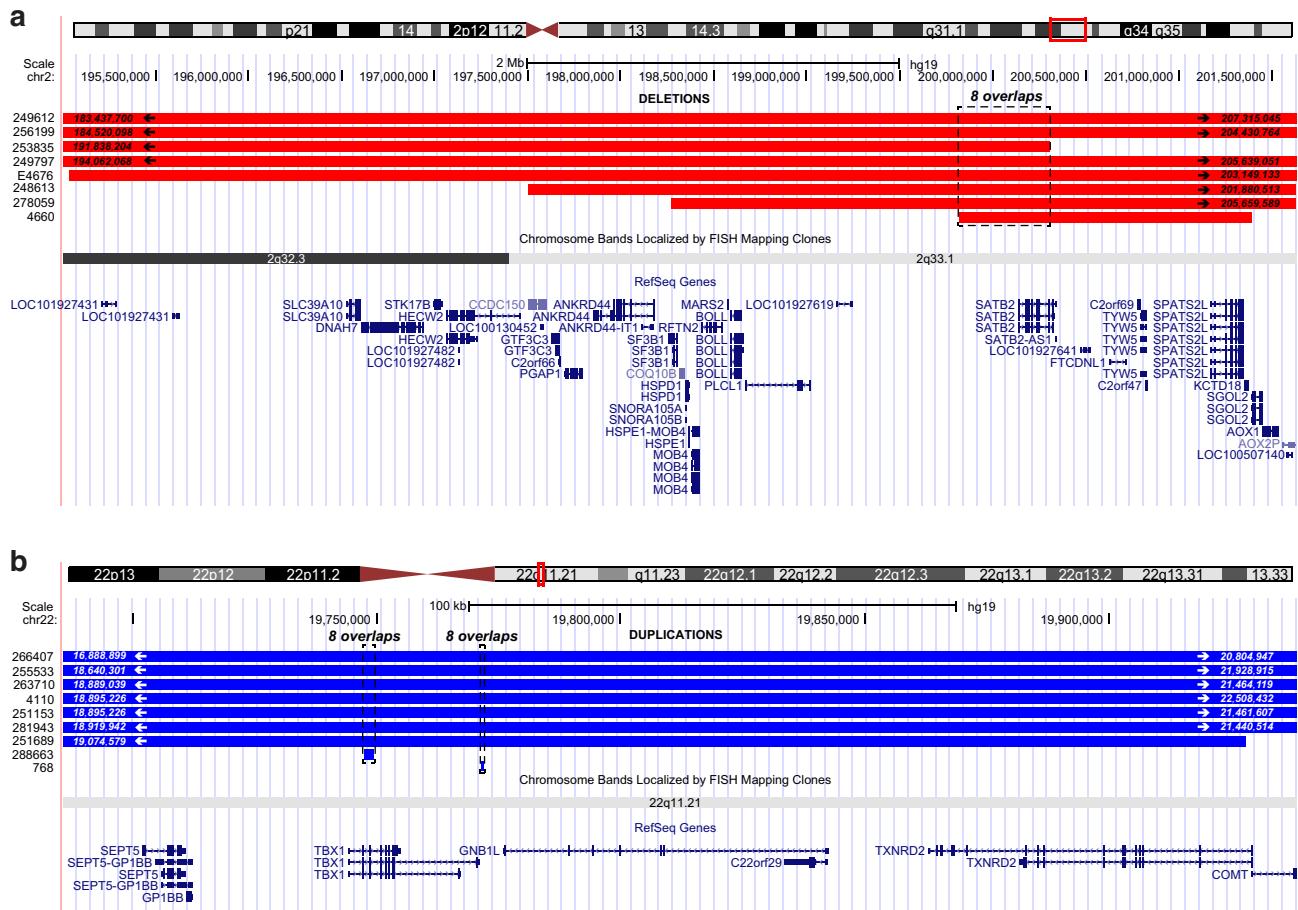 a
p21 14 2p12 11.2 13 14.3 q31.1 q34 q35
Scale 2 Mb hg19
chr2: 195,500,000 196,000,000 196,500,000 197,000,000 197,500,000 198,000,000 198,500,000 199,000,000 199,500,000 200,000,000 200,500,000 201,000,000 201,500,000
DELETIONS 8 overlaps
249612 183,437,700 207,315,045
256199 184,520,098 204,430,764
253835 191,838,204
249797 194,062,068 205,639,051
E4676 203,149,133
248613 201,880,513
278059 205,659,589
4660
Chromosome Bands Localized by FISH Mapping Clones
2q32.3 2q33.1
RefSeq Genes
LOC101927431 SLC39A10 STK17B CCDC150 ANKRD44 MARS2 LOC101927619 SATB2 C2orf69 SPATS2L
LOC101927431 SLC39A10 HECW2 ANKRD44 BOLL SATB2 TYW5 SPATS2L
DNAH7 LOC100130452 ANKRD44-IT1 RFTN2 SATB2 TYW5 SPATS2L
HECW2 GTF3C3 SF3B1 BOLL SATB2-AS1 TYW5 SPATS2L
LOC101927482 GTF3C3 SF3B1 BOLL LOC101927641 TYW5 SPATS2L
LOC101927482 C2orf66 SF3B1 BOLL FTCDNL1 SPATS2L
PGAP1 COQ10B BOLL TYW5 SPATS2L
HSPD1 PLCL1 C2orf47 KCTD18
HSPD1 SGOL2
SNORA105A SGOL2
SNORA105B SGOL2
HSPE1-MOB4 AOX1
HSPE1 AOX2P
MOB4 LOC100507140
MOB4
MOB4
MOB4
b
22p13 22p12 22p11.2 22q11.21 q11.23 22q12.1 22q12.2 22q12.3 22q13.1 22q13.2 22q13.31 13.33
Scale 100 kb hg19
chr22: 19,750,000 19,800,000 19,850,000 19,900,000
8 overlaps 8 overlaps DUPLICATIONS
266407 16,888,899 20,804,947
255533 18,640,301 21,928,915
263710 18,889,039 21,464,119
4110 18,895,226 22,508,432
251153 18,895,226 21,461,607
281943 18,919,942 21,440,514
251689 19,074,579
288663
768
Chromosome Bands Localized by FISH Mapping Clones
22q11.21
RefSeq Genes
SEPT5 TBX1 GNB1L TXNRD2
SEPT5-GP1BB TBX1 C22orf29 TXNRD2
SEPT5 TBX1 COMT
SEPT5-GP1BB
GP1BB